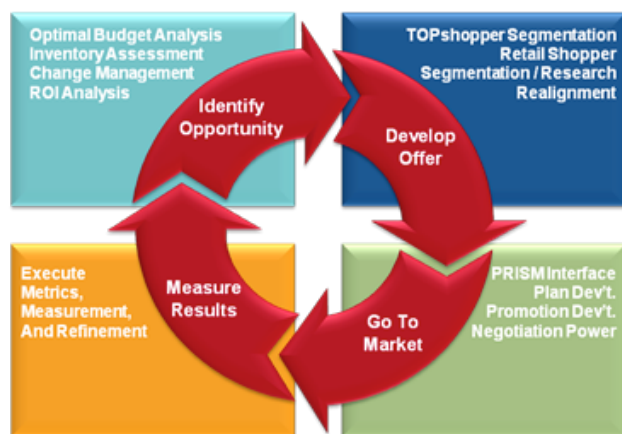 Optimal Budget Analysis
Inventory Assessment
Change Management
ROI Analysis
TOPshopper Segmentation
Retail Shopper
Segmentation / Research
Realignment
Identify
Opportunity
Develop
Offer
Execute
Metrics,
Measurement,
And Refinement
Measure
Results
Go To
Market
PRISM Interface
Plan Dev't.
Promotion Dev't.
Negotiation Power